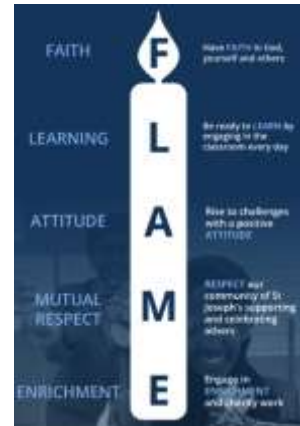 FAITH
F
Have FAITH in God,
yourself and others
LEARNING
L
Be ready to LEARN by
engaging in the
classroom every day
ATTITUDE
A
Rise to challenges
with a positive
ATTITUDE
MUTUAL
RESPECT
M
RESPECT our
community of St
Joseph's supporting
and celebrating
others
ENRICHMENT
E
Engage in
ENRICHMENT
and charity work